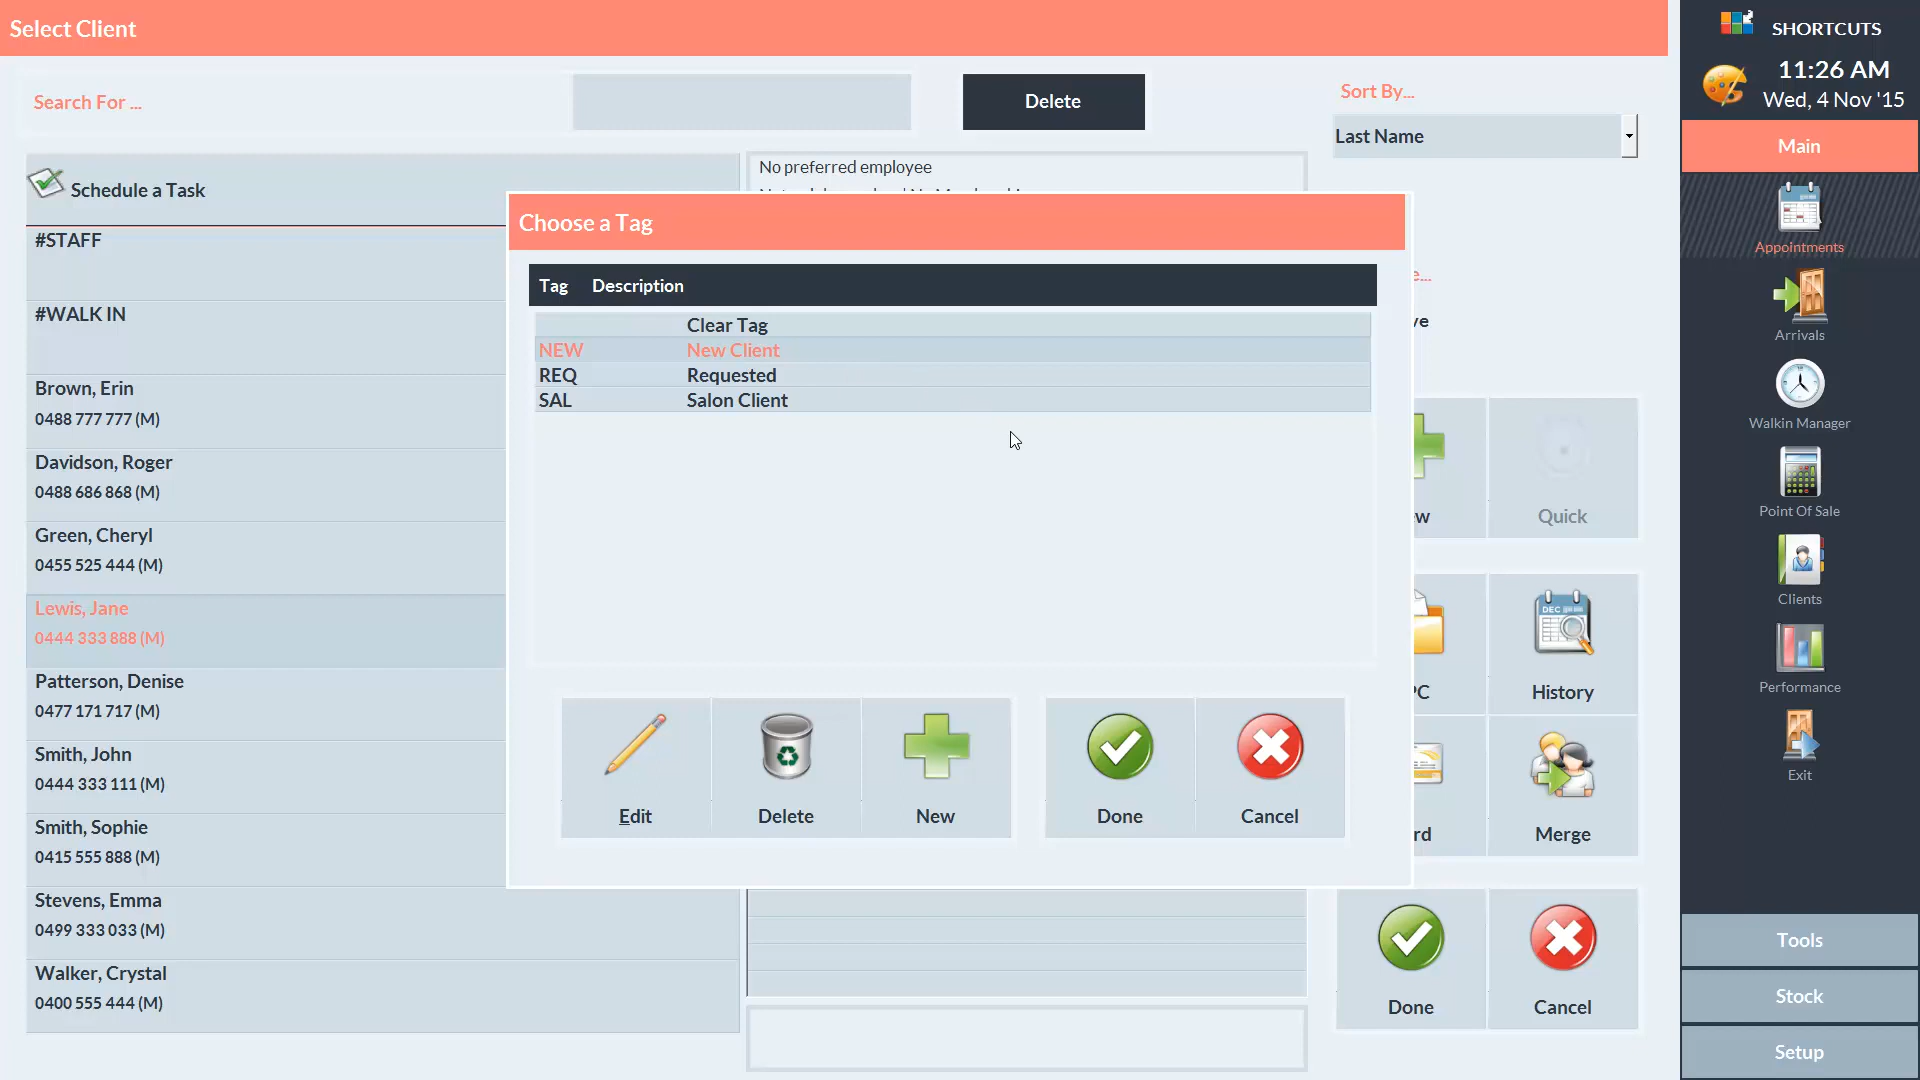 Select Client
Search For ...
Delete
Sort By...
Last Name
Schedule a Task
#STAFF
#WALK IN
Brown, Erin
0488 777 777 (M)
Davidson, Roger
0488 686 868 (M)
Green, Cheryl
0455 525 444 (M)
Lewis, Jane
0444 333 888 (M)
Patterson, Denise
0477 171 717 (M)
Smith, John
0444 333 111 (M)
Smith, Sophie
0415 555 888 (M)
Stevens, Emma
0499 333 033 (M)
Walker, Crystal
0400 555 444 (M)
No preferred employee
Choose a Tag
Tag Description
Clear Tag
NEW New Client
REQ Requested
SAL Salon Client
Edit
Delete
New
Done
Cancel
Quick
History
Merge
Done
Cancel
SHORTCUTS
11:26 AM
Wed, 4 Nov '15
Main
Appointments
Arrivals
Walkin Manager
Point Of Sale
Clients
Performance
Exit
Tools
Stock
Setup